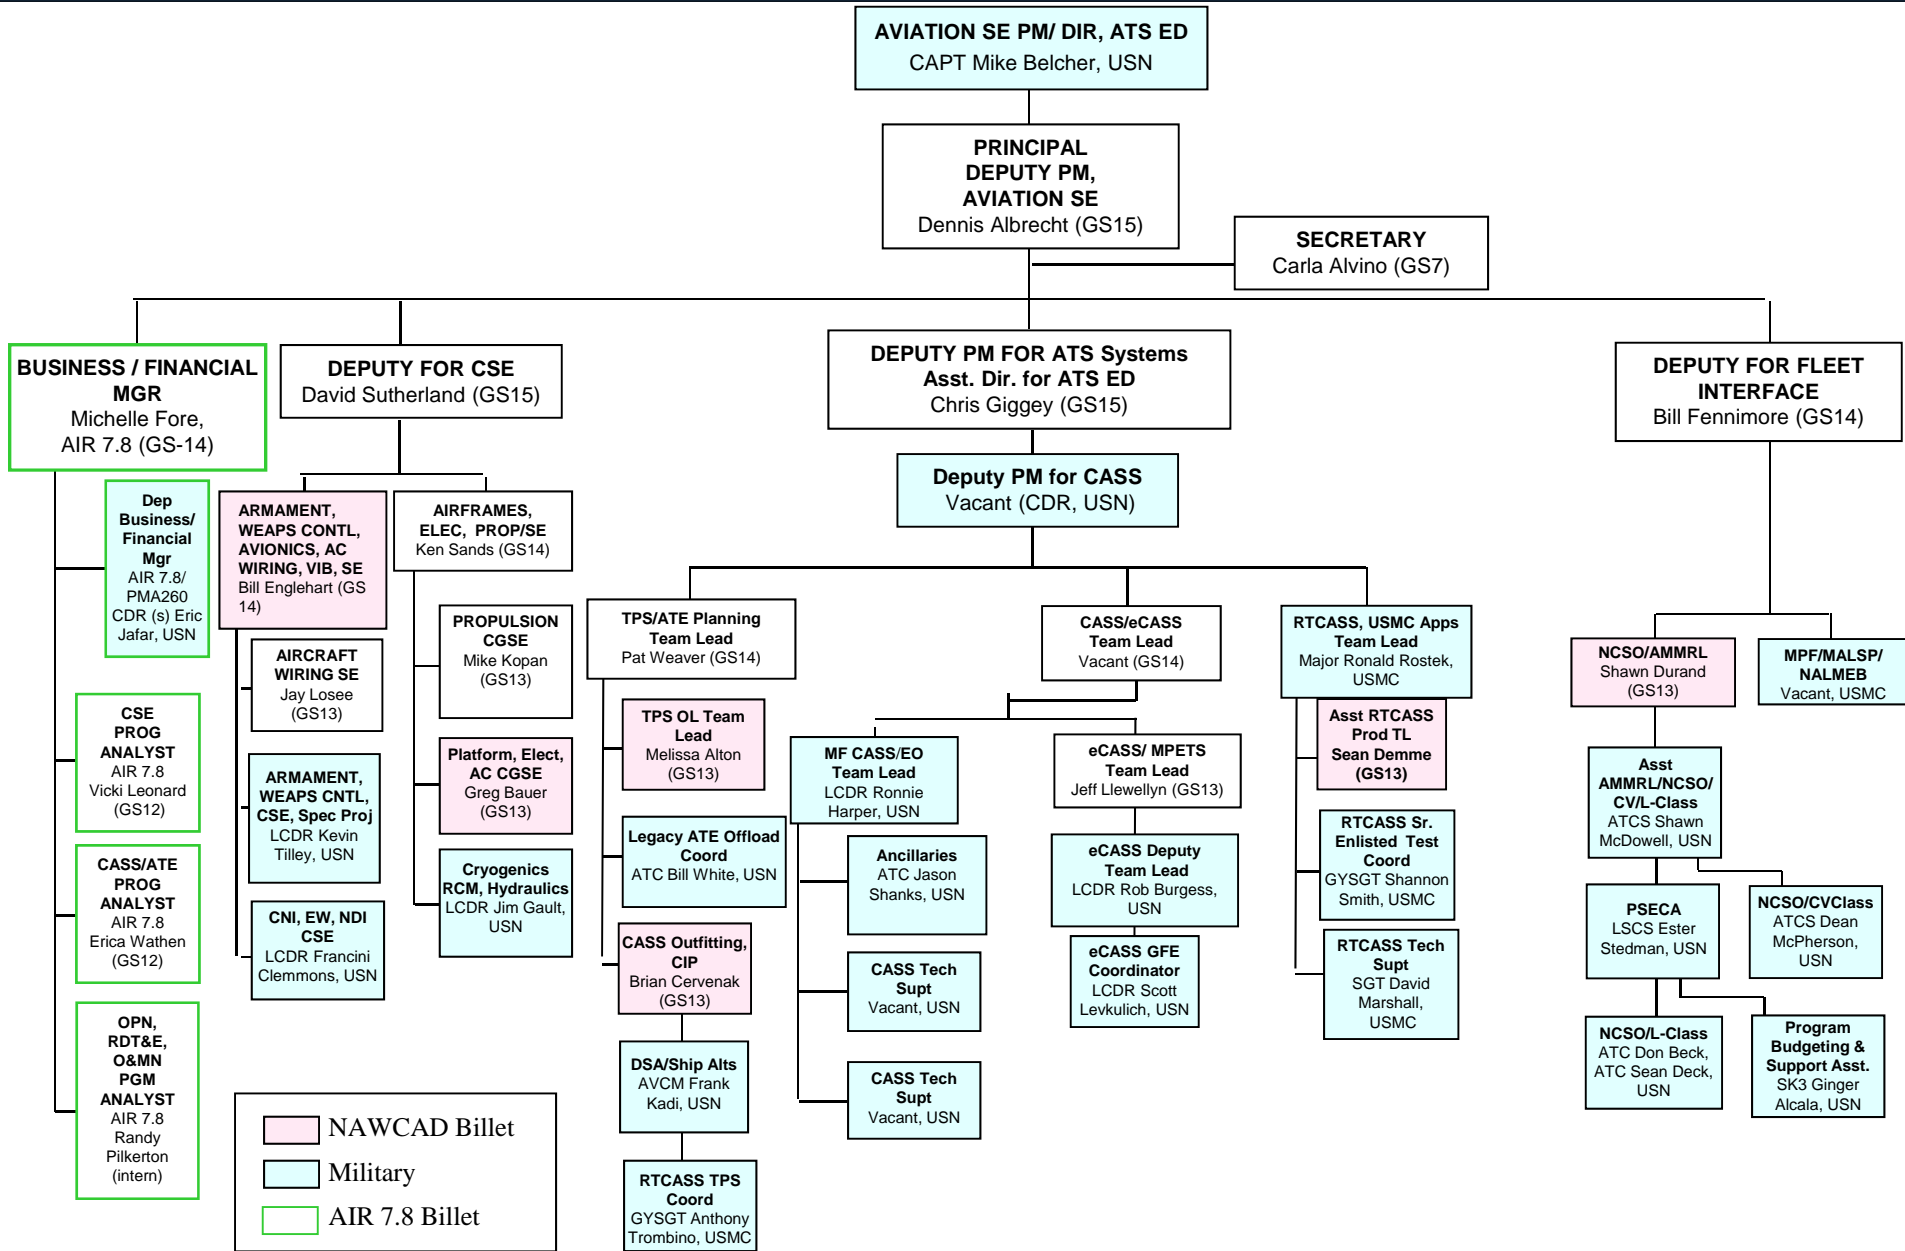 AVIATION SE PM/ DIR, ATS ED
CAPT Mike Belcher, USN
PRINCIPAL
DEPUTY PM,
AVIATION SE
Dennis Albrecht (GS15)
SECRETARY
Carla Alvino (GS7)
BUSINESS / FINANCIAL
MGR
Michelle Fore,
AIR 7.8 (GS-14)
DEPUTY FOR CSE
David Sutherland (GS15)
DEPUTY PM FOR ATS Systems
Asst. Dir. for ATS ED
Chris Giggey (GS15)
DEPUTY FOR FLEET
INTERFACE
Bill Fennimore (GS14)
Deputy PM for CASS
Vacant (CDR, USN)
Dep
Business/
Financial
Mgr
AIR 7.8/
PMA260
CDR (s) Eric
Jafar, USN
CSE
PROG
ANALYST
AIR 7.8
Vicki Leonard
(GS12)
CASS/ATE
PROG
ANALYST
AIR 7.8
Erica Wathen
(GS12)
OPN,
RDT&E,
O&MN
PGM
ANALYST
AIR 7.8
Randy
Pilkerton
(intern)
ARMAMENT,
WEAPS CONTL,
AVIONICS, AC
WIRING, VIB, SE
Bill Englehart (GS
14)
AIRCRAFT
WIRING SE
Jay Losee
(GS13)
ARMAMENT,
WEAPS CNTL,
CSE, Spec Proj
LCDR Kevin
Tilley, USN
CNI, EW, NDI
CSE
LCDR Francini
Clemmons, USN
AIRFRAMES,
ELEC, PROP/SE
Ken Sands (GS14)
PROPULSION
CGSE
Mike Kopan
(GS13)
Platform, Elect,
AC CGSE
Greg Bauer
(GS13)
Cryogenics
RCM, Hydraulics
LCDR Jim Gault,
USN
TPS/ATE Planning
Team Lead
Pat Weaver (GS14)
TPS OL Team
Lead
Melissa Alton
(GS13)
Legacy ATE Offload
Coord
ATC Bill White, USN
CASS Outfitting,
CIP
Brian Cervenak
(GS13)
DSA/Ship Alts
AVCM Frank
Kadi, USN
RTCASS TPS
Coord
GYSGT Anthony
Trombino, USMC
CASS/eCASS
Team Lead
Vacant (GS14)
MF CASS/EO
Team Lead
LCDR Ronnie
Harper, USN
Ancillaries
ATC Jason
Shanks, USN
CASS Tech
Supt
Vacant, USN
CASS Tech
Supt
Vacant, USN
eCASS/ MPETS
Team Lead
Jeff Llewellyn (GS13)
eCASS Deputy
Team Lead
LCDR Rob Burgess,
USN
eCASS GFE
Coordinator
LCDR Scott
Levkulich, USN
RTCASS, USMC Apps
Team Lead
Major Ronald Rostek,
USMC
Asst RTCASS
Prod TL
Sean Demme
(GS13)
RTCASS Sr.
Enlisted Test
Coord
GYSGT Shannon
Smith, USMC
RTCASS Tech
Supt
SGT David
Marshall,
USMC
NCSO/AMMRL
Shawn Durand
(GS13)
MPF/MALSP/
NALMEB
Vacant, USMC
Asst
AMMRL/NCSO/
CV/L-Class
ATCS Shawn
McDowell, USN
PSECA
LSCS Ester
Stedman, USN
NCSO/CVClass
ATCS Dean
McPherson,
USN
NCSO/L-Class
ATC Don Beck,
ATC Sean Deck,
USN
Program
Budgeting &
Support Asst.
SK3 Ginger
Alcala, USN
NAWCAD Billet
Military
AIR 7.8 Billet